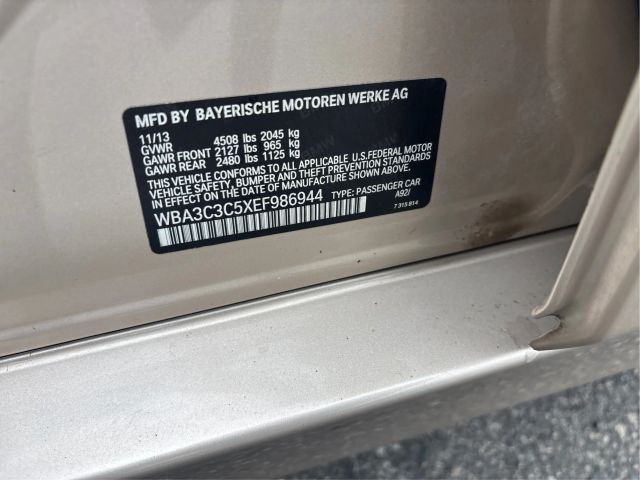 MFD BY BAYERISCHE MOTOREN WERKE AG
11/13
GVWR 4508 lbs 2045 kg
GAWR FRONT 2127 lbs 965 kg
GAWR REAR 2480 lbs 1125 kg
THIS VEHICLE CONFORMS TO ALL APPLICABLE U.S.FEDERAL MOTOR
VEHICLE SAFETY, BUMPER AND THEFT PREVENTION STANDARDS
IN EFFECT ON THE DATE OF MANUFACTURE SHOWN ABOVE.
WBA3C3C5XEF986944 TYPE: PASSENGER CAR
A92/
7 315 814